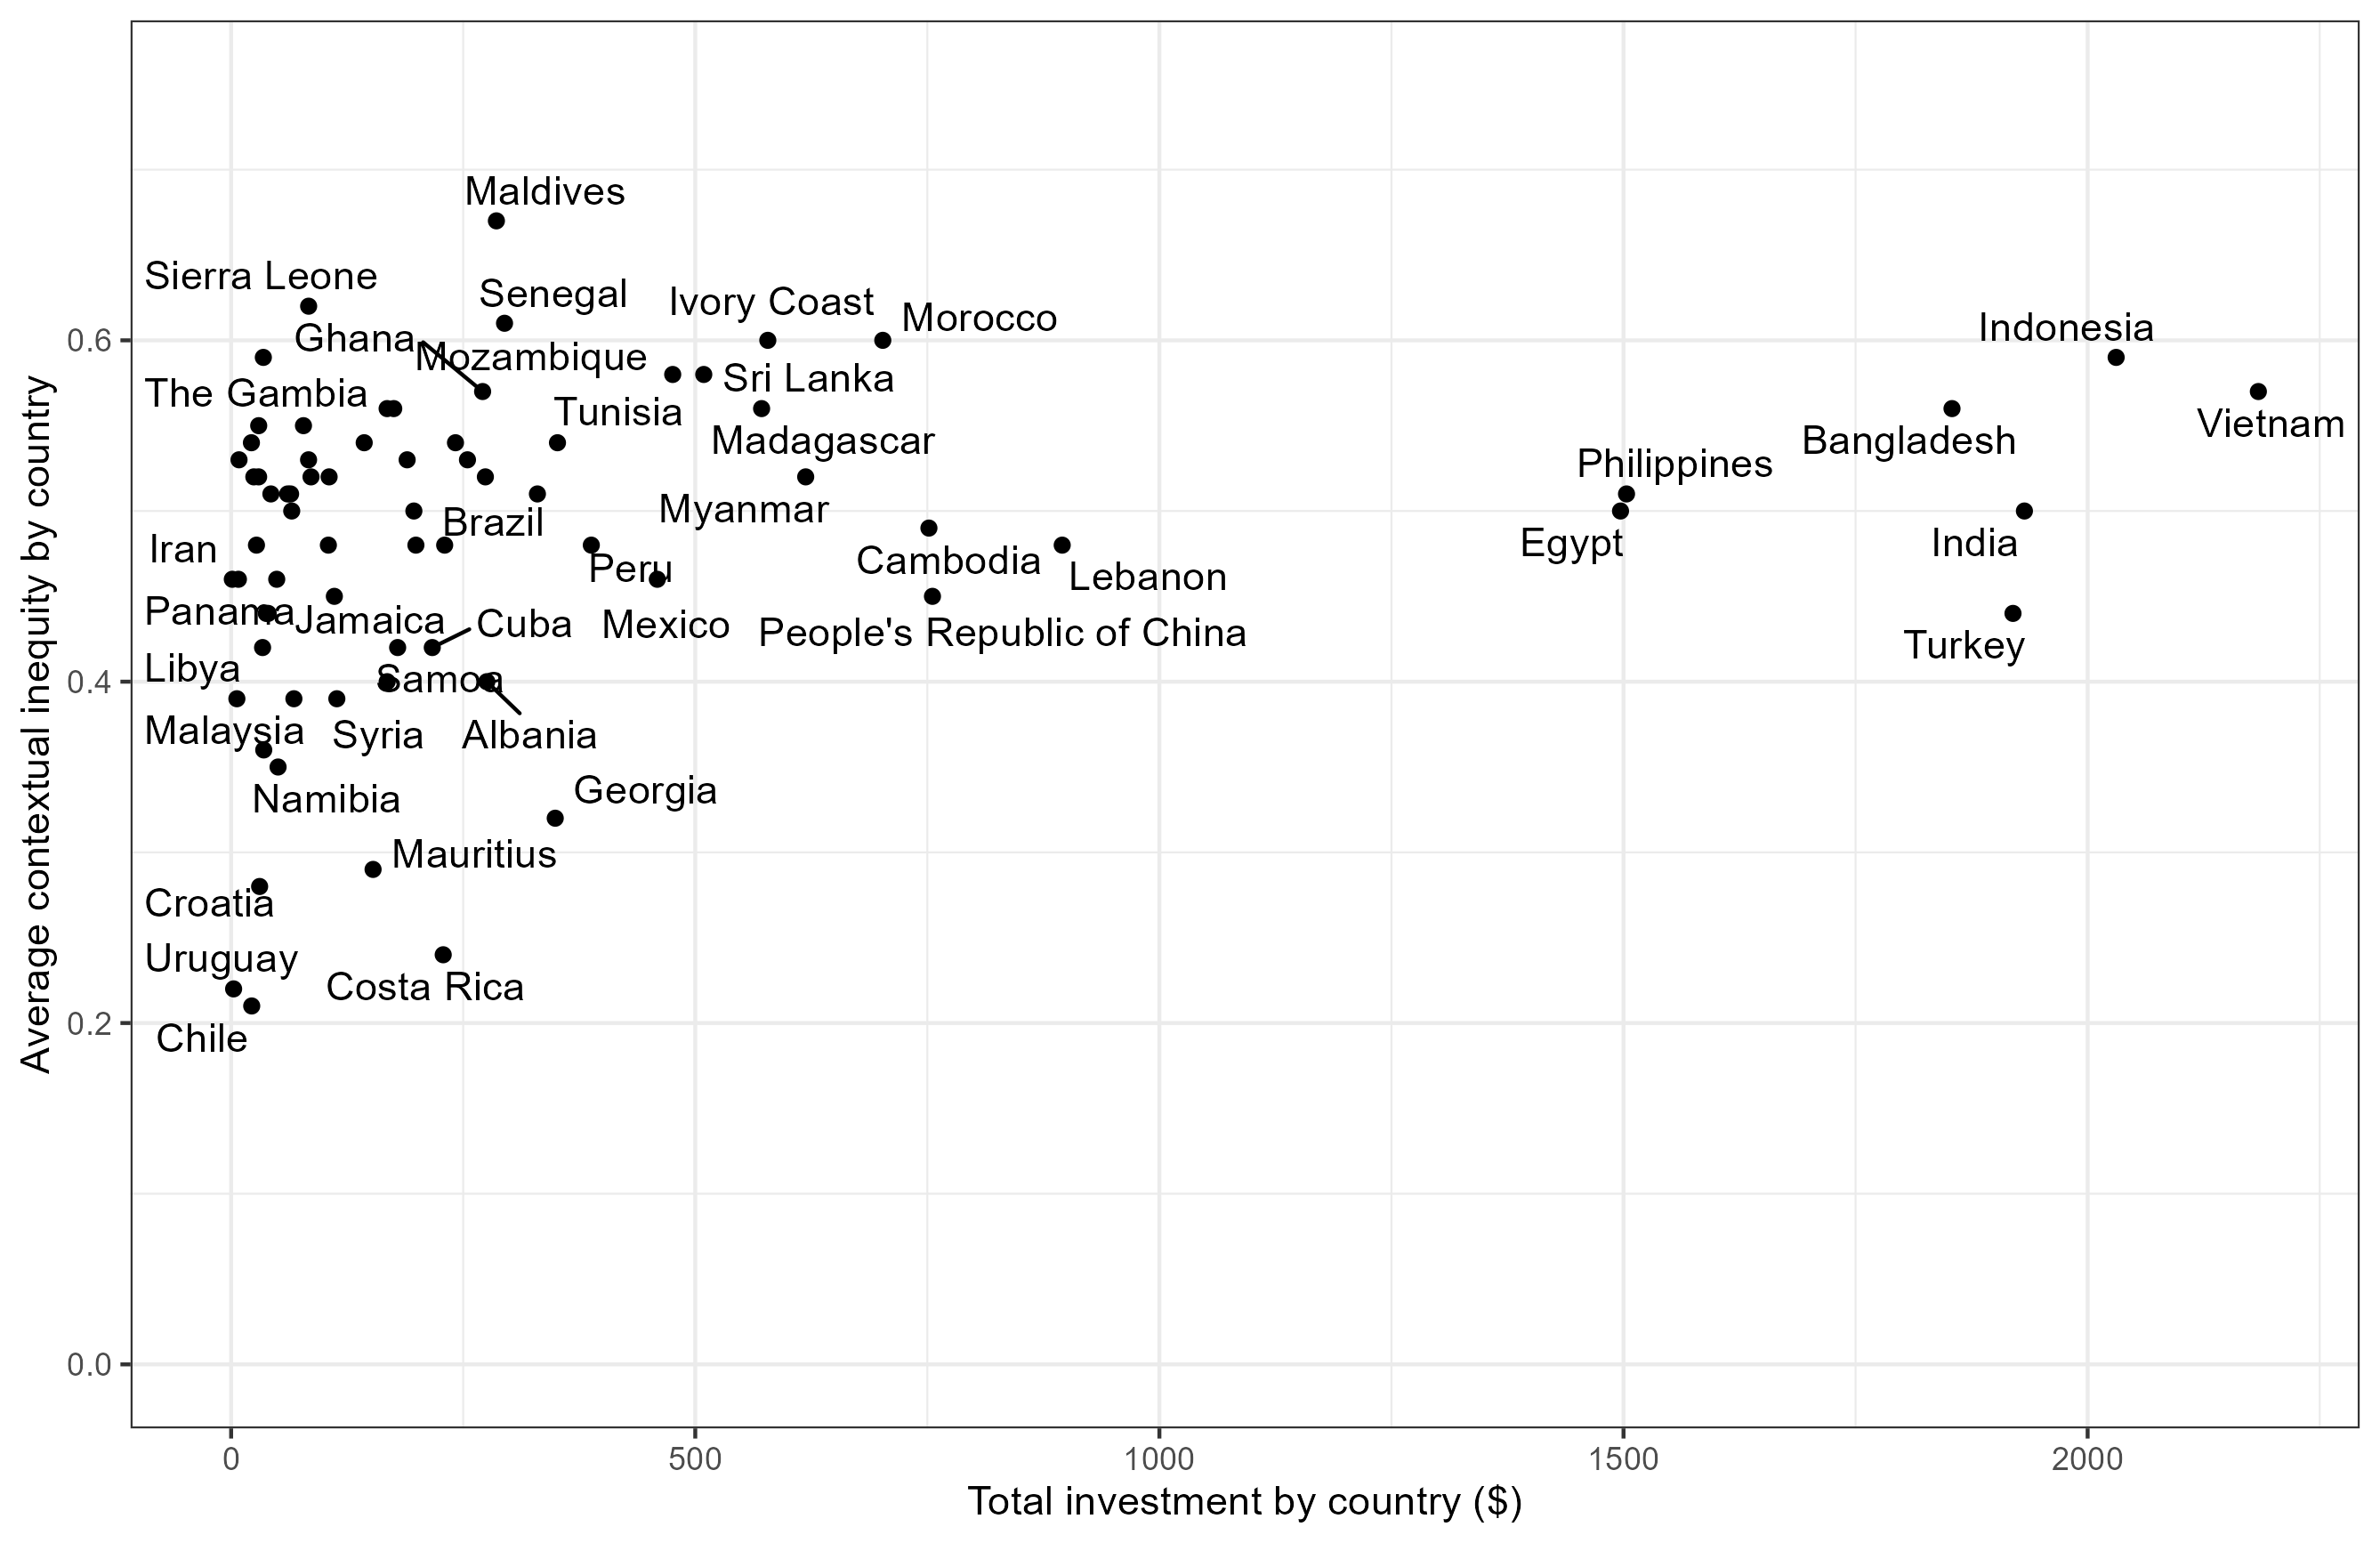 Maldives
Sierra Leone
Senegal
Ivory Coast
Morocco
Indonesia
Ghana
Mozambique
0.6
Sri Lanka
The Gambia
Tunisia
Vietnam
Madagascar
Bangladesh
Philippines
Myanmar
Brazil
Egypt
India
Iran
Cambodia
Peru
Lebanon
Panama
Jamaica
Cuba
Mexico
People's Republic of China
Turkey
Libya
Samoa
0.4
Malaysia
Syria
Albania
Namibia
Georgia
Mauritius
Croatia
Uruguay
Costa Rica
0.2
Chile
0.0
0 500 1000 1500 2000
Total investment by country ($)
Average contextual inequity by country